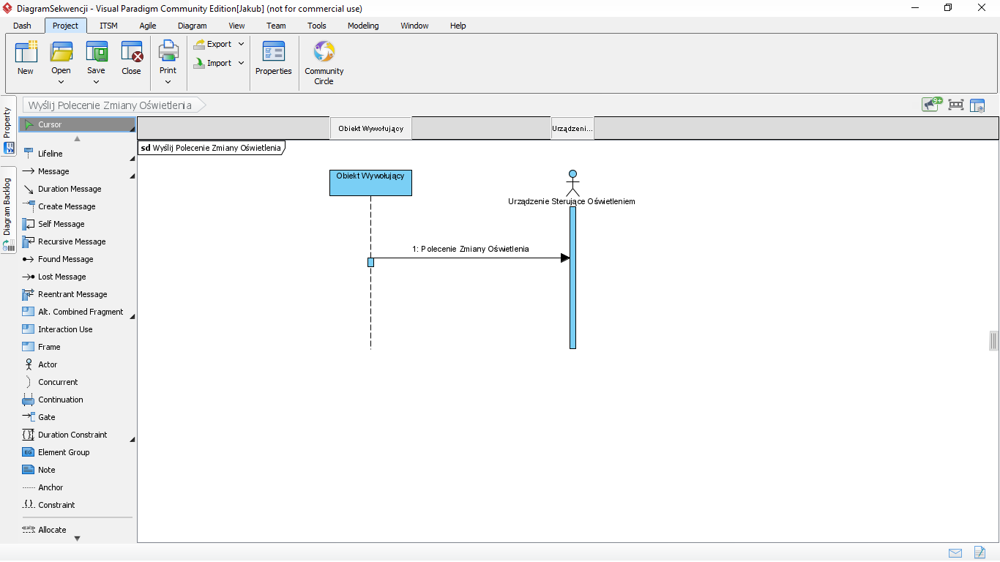 DiagramSekwencji - Visual Paradigm Community Edition[Jakub] (not for commercial use)
Dash Project ITSM Agile Diagram View Team Tools Modeling Window Help
New Open Save Close Print Export Import Properties Community Circle
Wyślij Polecenie Zmiany Oświetlenia
9+
Property
Diagram Backlog
Cursor
Lifeline
Message
Duration Message
Create Message
Self Message
Recursive Message
Found Message
Lost Message
Reentrant Message
Alt. Combined Fragment
Interaction Use
Frame
Actor
Concurrent
Continuation
Gate
Duration Constraint
EG Element Group
Note
Anchor
Constraint
Allocate
Obiekt Wywołujący Urządzeni...
sd Wyślij Polecenie Zmiany Oświetlenia
Obiekt Wywołujący
Urządzenie Sterujące Oświetleniem
1: Polecenie Zmiany Oświetlenia